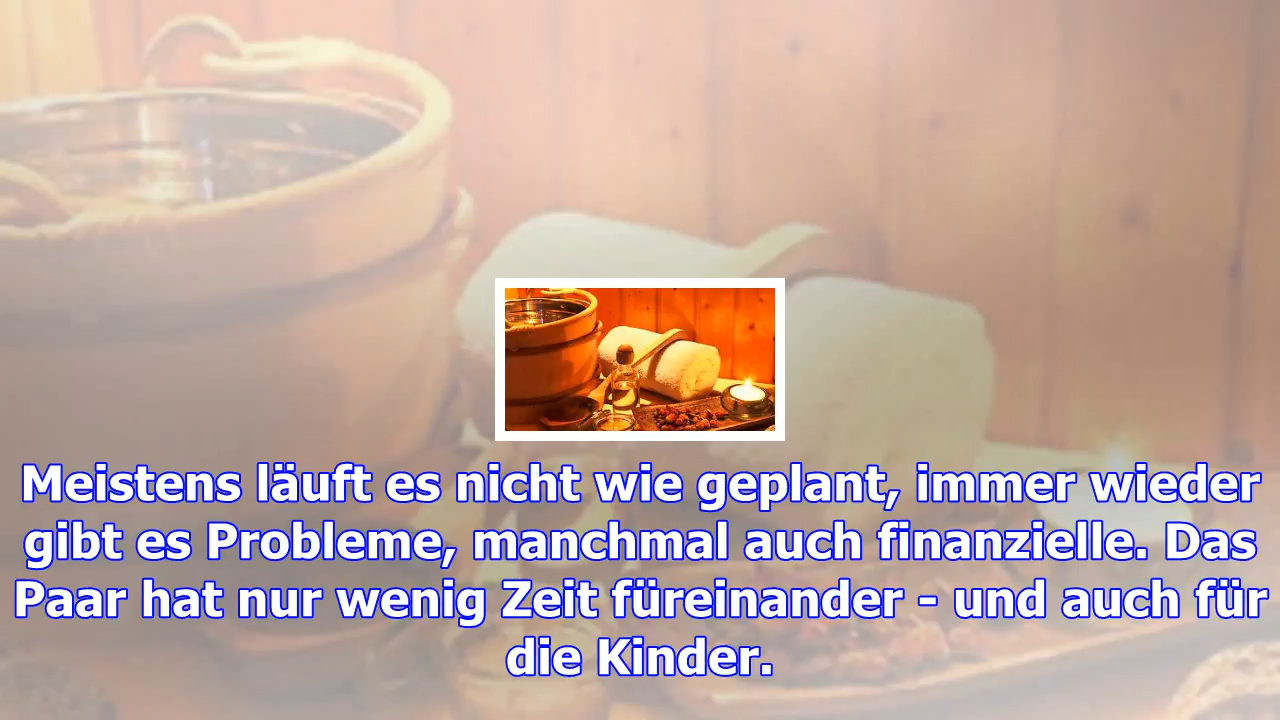 Meistens läuft es nicht wie geplant, immer wieder
gibt es Probleme, manchmal auch finanzielle. Das
Paar hat nur wenig Zeit füreinander - und auch für
die Kinder.